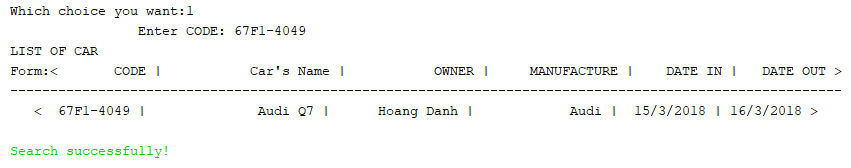 Which choice you want:1
Enter CODE: 67F1-4049
LIST OF CAR
Form:< CODE | Car's Name | OWNER | MANUFACTURE | DATE IN | DATE OUT >
--------------------------------------------------------------------------------------------------------
< 67F1-4049 | Audi Q7 | Hoang Danh | Audi | 15/3/2018 | 16/3/2018 >
Search successfully!